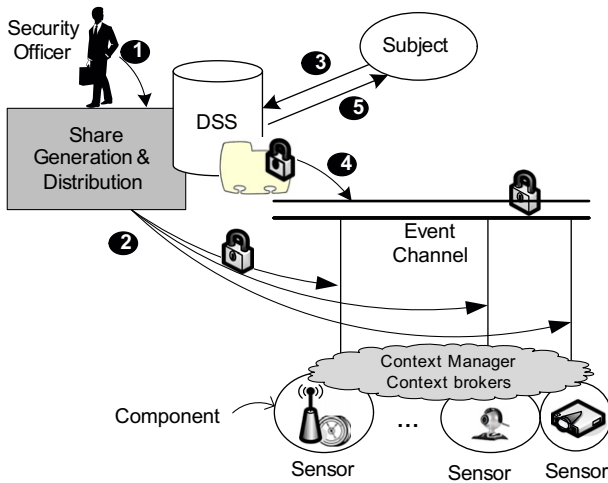 Security
Officer
1
3
Subject
5
DSS
Share
Generation &
Distribution
4
2
Event
Channel
Context Manager
Context brokers
Component
...
Sensor
Sensor
Sensor